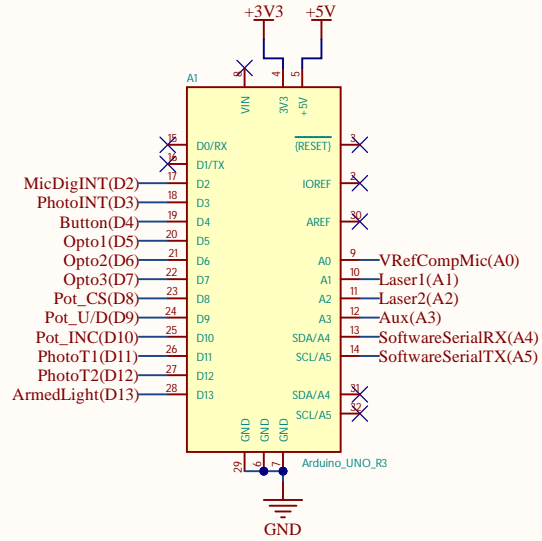 +3V3 +5V
A1
8 4 5
VIN 3V3 +5V
15 D0/RX {RESET} 3
16 D1/TX
MicDigINT(D2) 17 D2 IOREF 2
PhotoINT(D3) 18 D3
Button(D4) 19 D4 AREF 30
Opto1(D5) 20 D5
Opto2(D6) 21 D6 A0 9 VRefCompMic(A0)
Opto3(D7) 22 D7 A1 10 Laser1(A1)
Pot_CS(D8) 23 D8 A2 11 Laser2(A2)
Pot_U/D(D9) 24 D9 A3 12 Aux(A3)
Pot_INC(D10) 25 D10 SDA/A4 13 SoftwareSerialRX(A4)
PhotoT1(D11) 26 D11 SCL/A5 14 SoftwareSerialTX(A5)
PhotoT2(D12) 27 D12
ArmedLight(D13) 28 D13 SDA/A4 31
SCL/A5 32
GND GND GND
29 6 7 Arduino_UNO_R3
GND